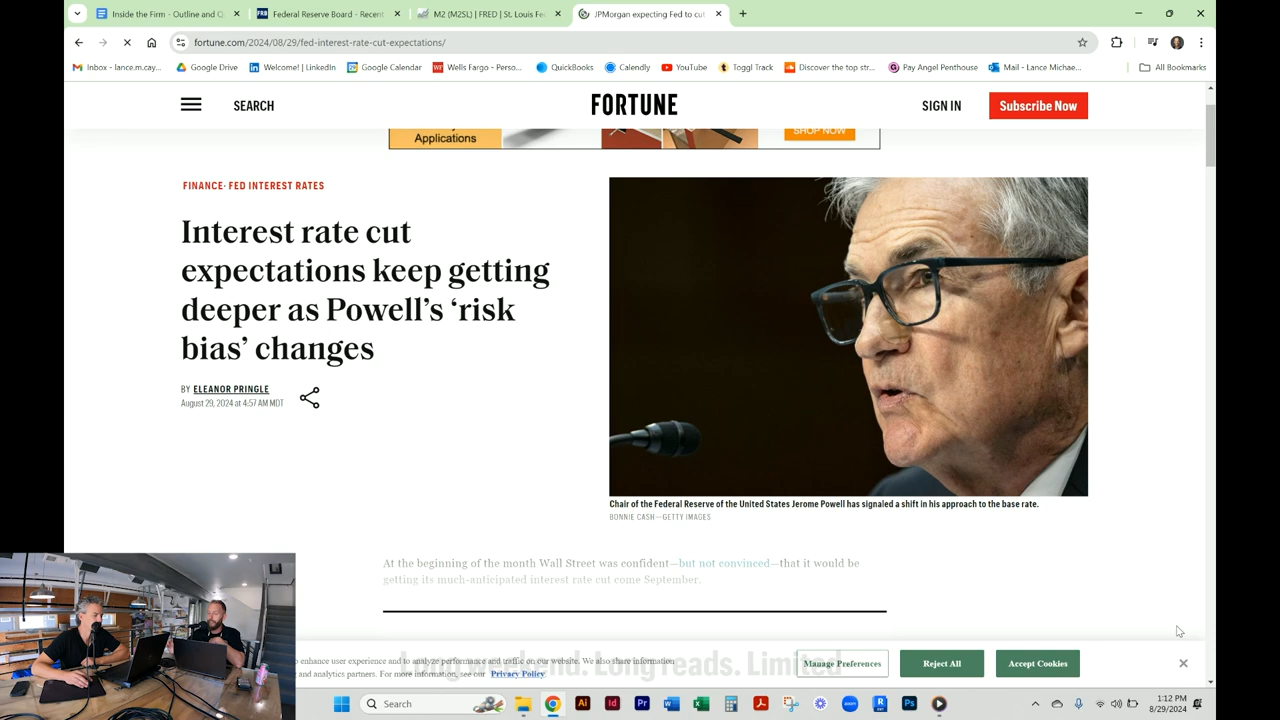 Inside the Firm - Outline and Q
Federal Reserve Board - Recent
M2 (M2SL) | FRED | St. Louis Fe
JPMorgan expecting Fed to cut
fortune.com/2024/08/29/fed-interest-rate-cut-expectations/
Inbox - lance.m.cay...
Google Drive
Welcome! | LinkedIn
Google Calendar
Wells Fargo - Perso...
QuickBooks
Calendly
YouTube
Toggl Track
Discover the top str...
Pay Angel Penthouse
Mail - Lance Michae...
All Bookmarks
SEARCH
FORTUNE
SIGN IN
Subscribe Now
Applications
SHOP NOW
FINANCE· FED INTEREST RATES
Interest rate cut
expectations keep getting
deeper as Powell's 'risk
bias' changes
BY ELEANOR PRINGLE
August 29, 2024 at 4:57 AM MDT
Chair of the Federal Reserve of the United States Jerome Powell has signaled a shift in his approach to the base rate.
BONNIE CASH—GETTY IMAGES
At the beginning of the month Wall Street was confident—but not convinced—that it would be
getting its much-anticipated interest rate cut come September.
Long weekend. Long reads. Limited
to enhance user experience and to analyze performance and traffic on our website. We also share information
and analytics partners. For more information, see our Privacy Policy
Manage Preferences
Reject All
Accept Cookies
Search
1:12 PM
8/29/2024